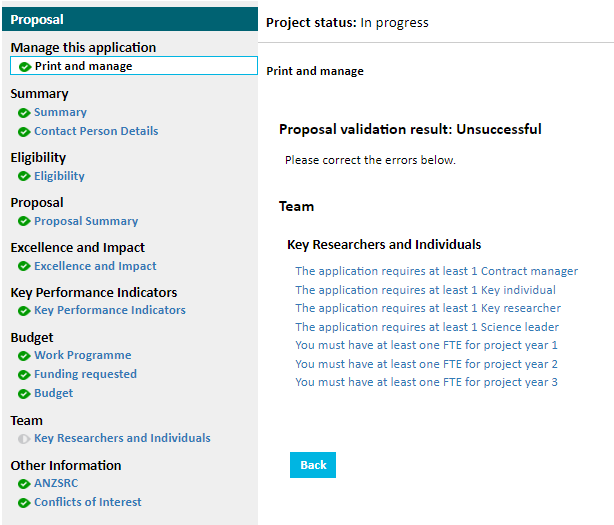 Proposal
Manage this application
Print and manage
Summary
Summary
Contact Person Details
Eligibility
Eligibility
Proposal
Proposal Summary
Excellence and Impact
Excellence and Impact
Key Performance Indicators
Key Performance Indicators
Budget
Work Programme
Funding requested
Budget
Team
Key Researchers and Individuals
Other Information
ANZSRC
Conflicts of Interest
Project status: In progress
Print and manage
Proposal validation result: Unsuccessful
Please correct the errors below.
Team
Key Researchers and Individuals
The application requires at least 1 Contract manager
The application requires at least 1 Key individual
The application requires at least 1 Key researcher
The application requires at least 1 Science leader
You must have at least one FTE for project year 1
You must have at least one FTE for project year 2
You must have at least one FTE for project year 3
Back